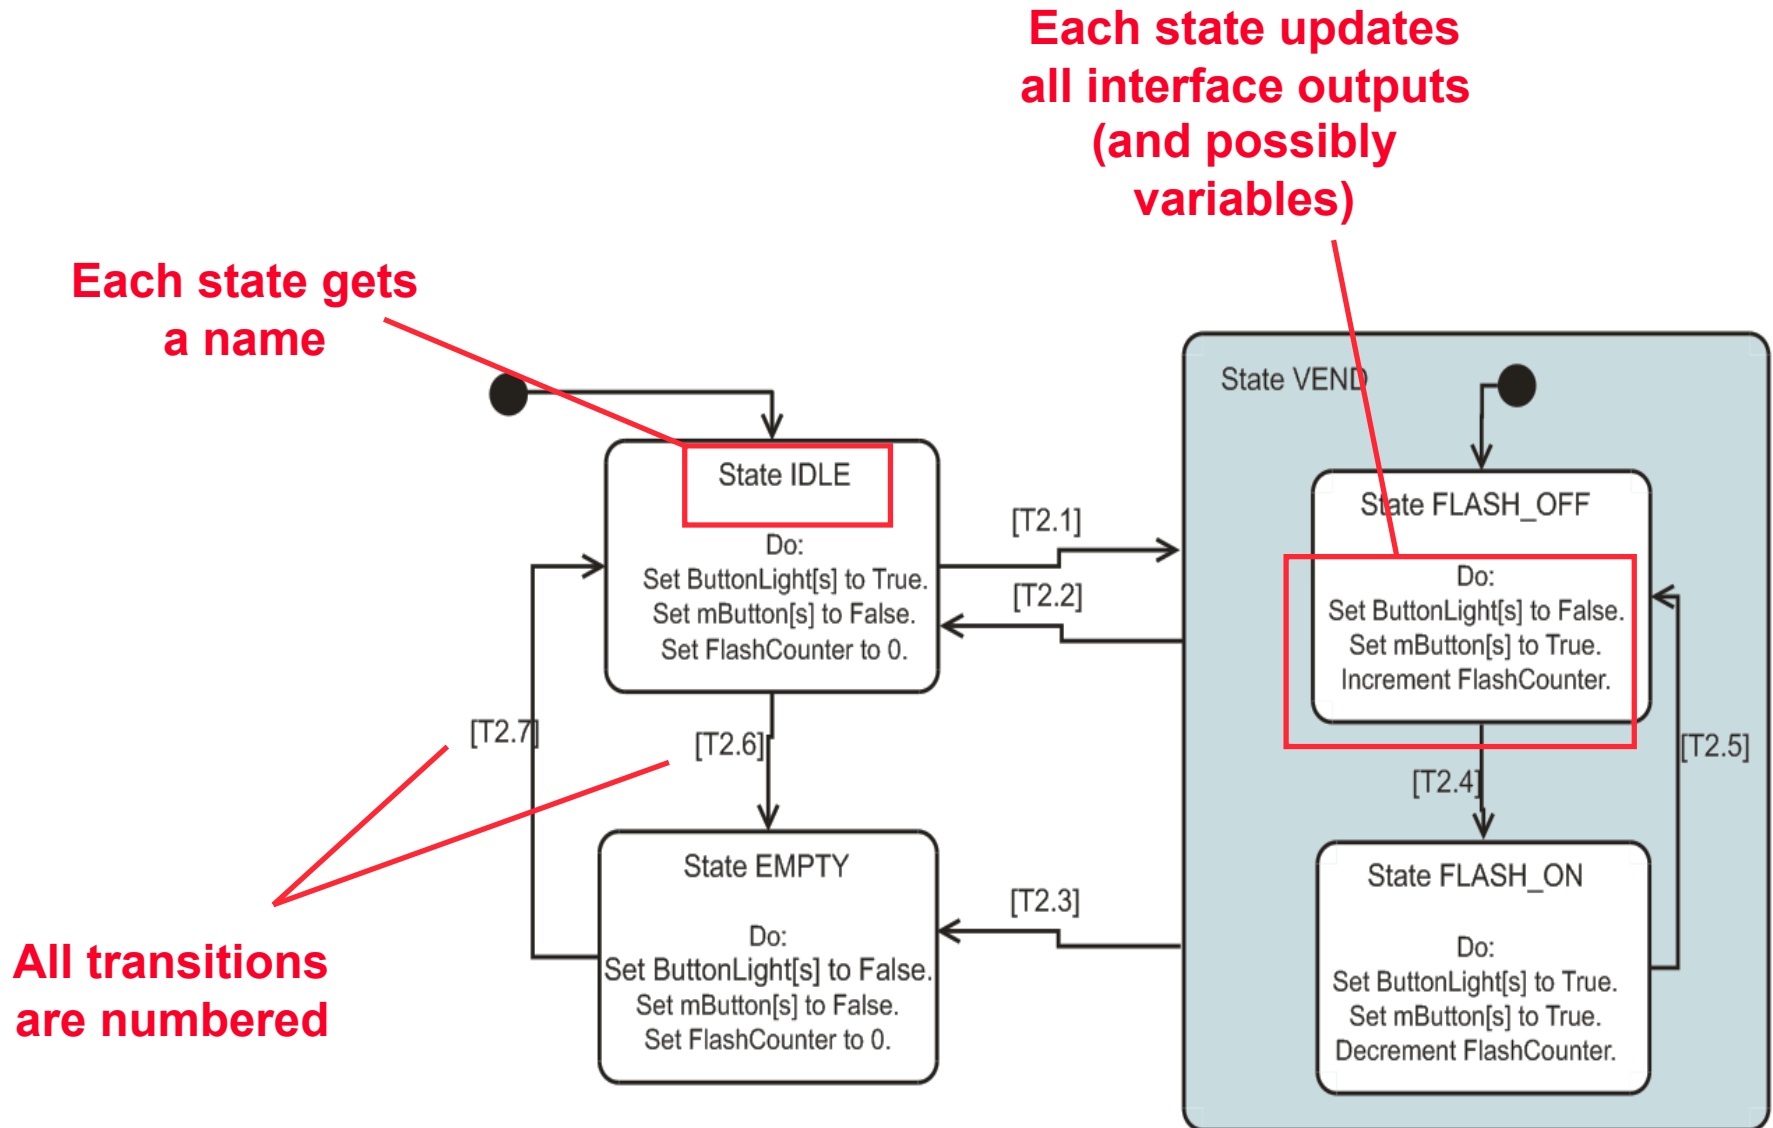 Each state updates
all interface outputs
(and possibly
variables)
Each state gets
a name
State VEND
State IDLE
Do:
Set ButtonLight[s] to True.
Set mButton[s] to False.
Set FlashCounter to 0.
[T2.1]
[T2.2]
State FLASH_OFF
Do:
Set ButtonLight[s] to False.
Set mButton[s] to True.
Increment FlashCounter.
[T2.7]
[T2.6]
[T2.4]
[T2.5]
State EMPTY
Do:
Set ButtonLight[s] to False.
Set mButton[s] to False.
Set FlashCounter to 0.
[T2.3]
State FLASH_ON
Do:
Set ButtonLight[s] to True.
Set mButton[s] to True.
Decrement FlashCounter.
All transitions
are numbered